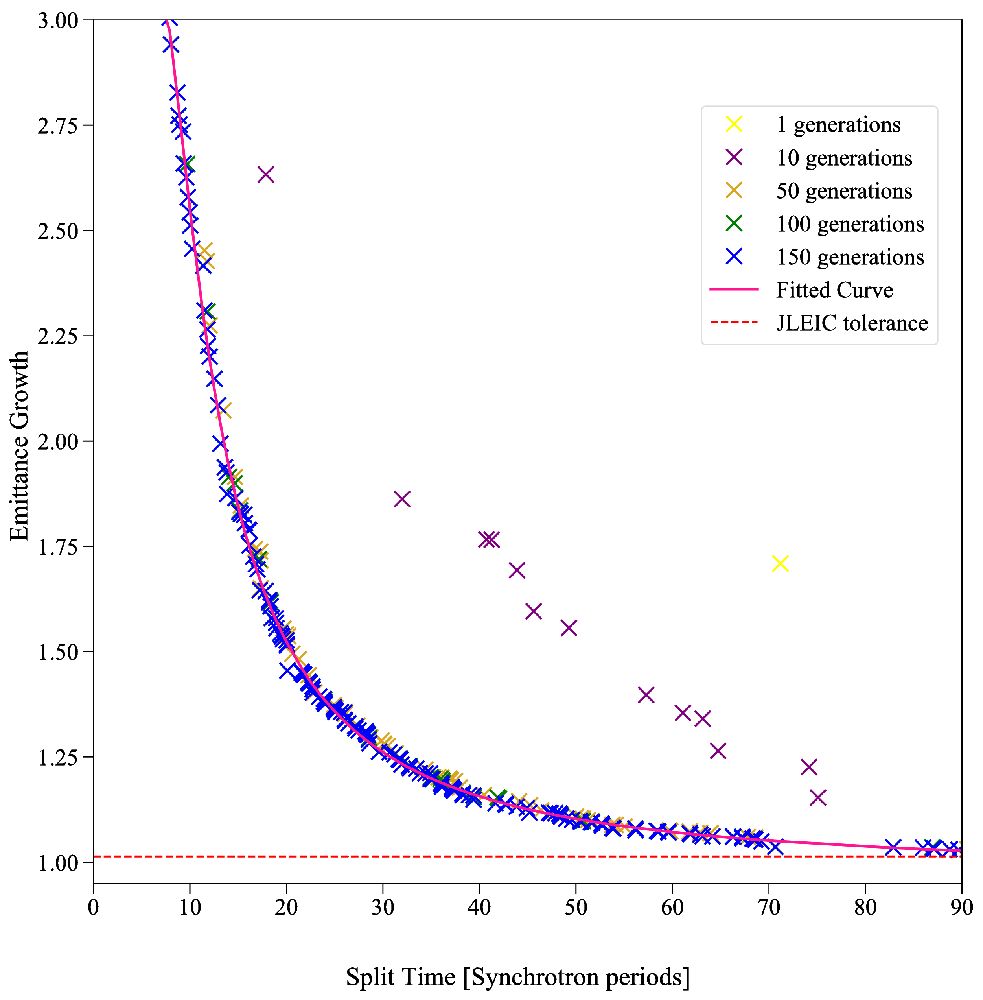 3.00
2.75
2.50
2.25
2.00
1.75
1.50
1.25
1.00
Emittance Growth
1 generations
10 generations
50 generations
100 generations
150 generations
Fitted Curve
JLEIC tolerance
0 10 20 30 40 50 60 70 80 90
Split Time [Synchrotron periods]